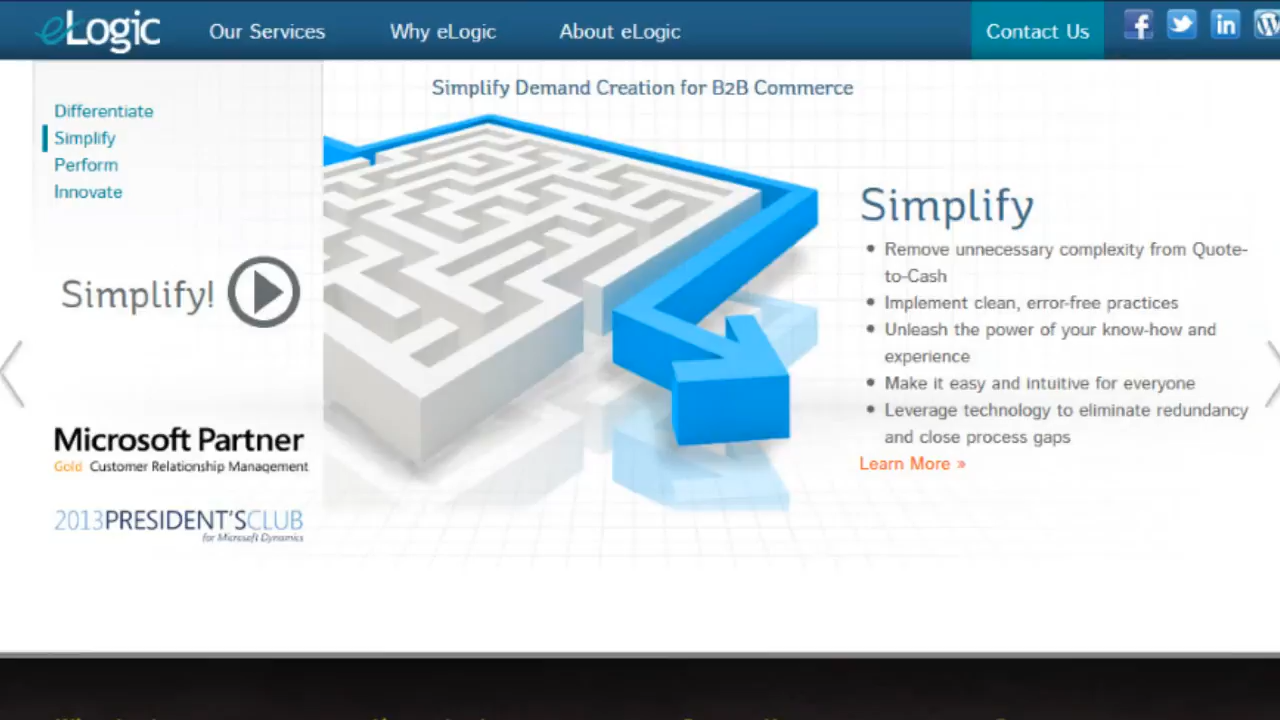 eLogic
Our Services
Why eLogic
About eLogic
Contact Us
Simplify Demand Creation for B2B Commerce
Differentiate
Simplify
Perform
Innovate
Simplify!
Microsoft Partner
Gold Customer Relationship Management
2013PRESIDENT'SCLUB
for Microsoft Dynamics
Simplify
Remove unnecessary complexity from Quote-
to-Cash
Implement clean, error-free practices
Unleash the power of your know-how and
experience
Make it easy and intuitive for everyone
Leverage technology to eliminate redundancy
and close process gaps
Learn More »